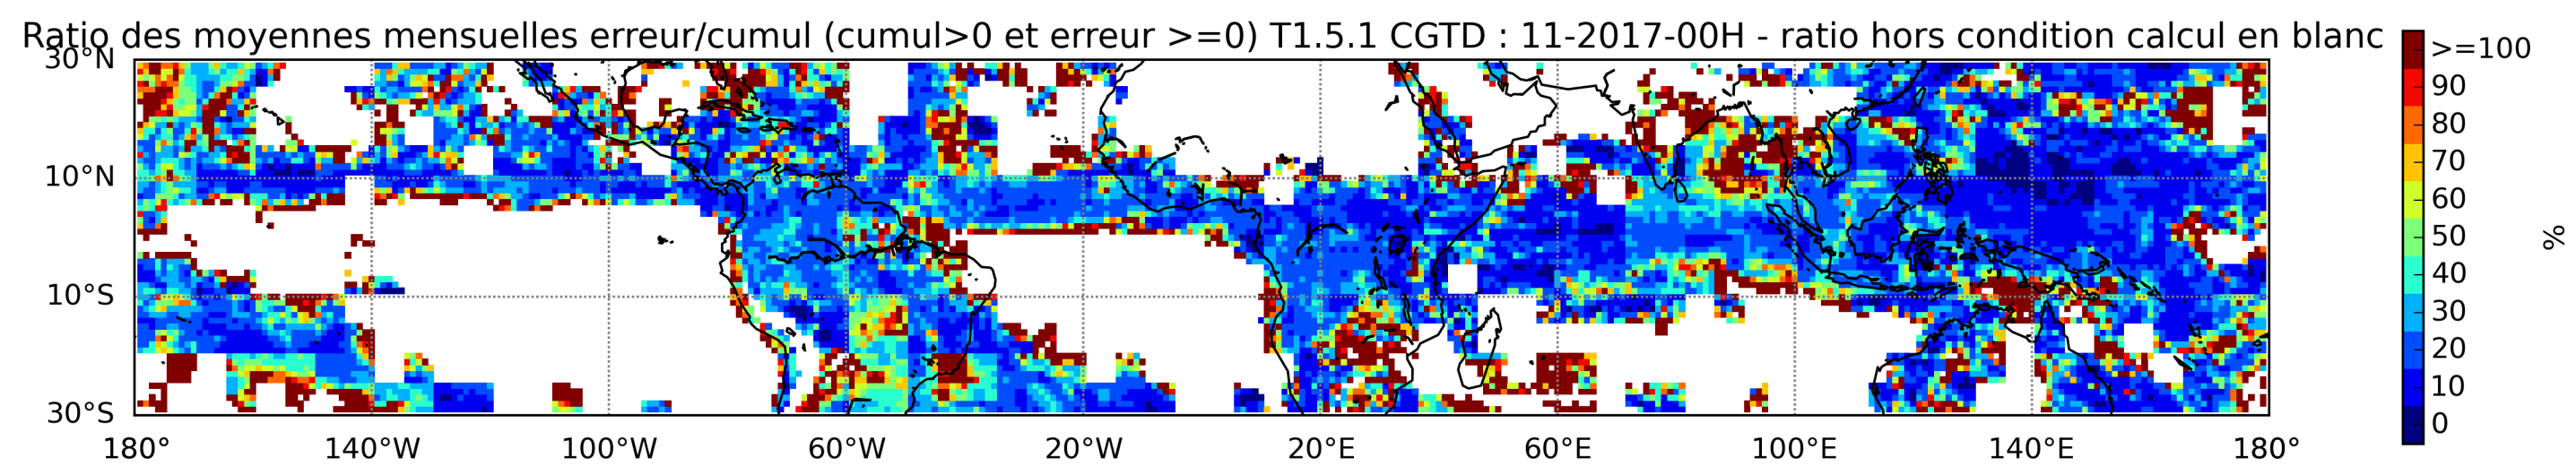 Ratio des moyennes mensuelles erreur/cumul (cumul>0 et erreur >=0) T1.5.1 CGTD : 11-2017-00H - ratio hors condition calcul en blanc
30°N
10°N
10°S
30°S
180°
140°W
100°W
60°W
20°W
20°E
60°E
100°E
140°E
180°
>=100
90
80
70
60
50
40
30
20
10
0
%